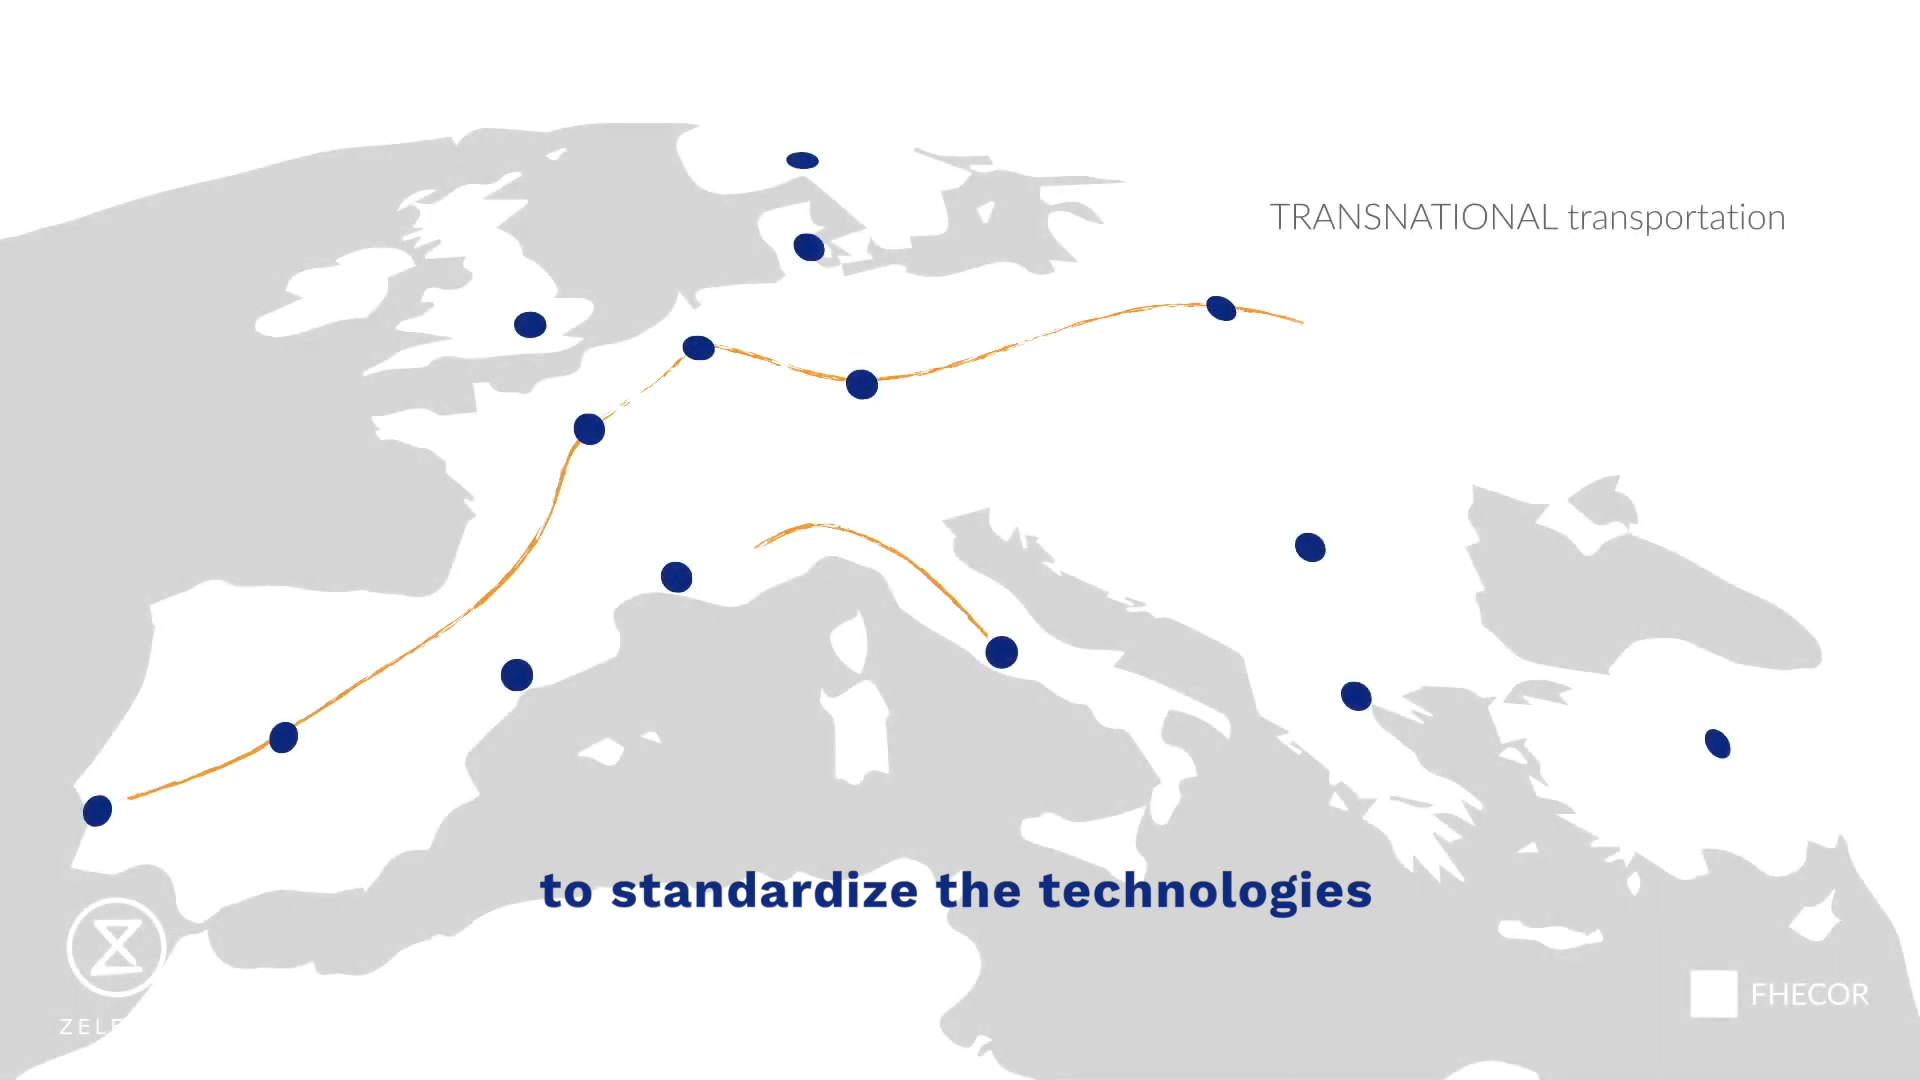 TRANSNATIONAL transportation
to standardize the technologies
FHECOR